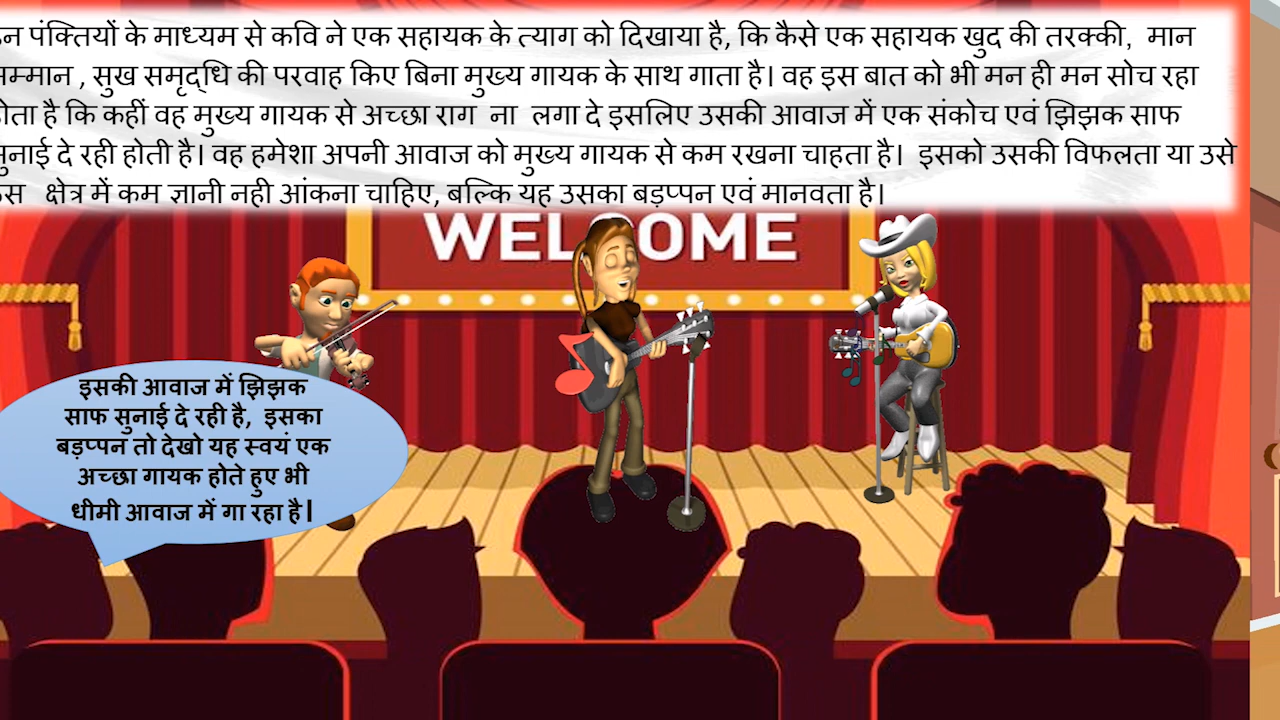 पंक्तियों के माध्यम से कवि ने एक सहायक के त्याग को दिखाया है, कि कैसे एक सहायक खुद की तरक्की, मान
सम्मान , सुख समृद्धि की परवाह किए बिना मुख्य गायक के साथ गाता है। वह इस बात को भी मन ही मन सोच रहा
होता है कि कहीं वह मुख्य गायक से अच्छा राग ना लगा दे इसलिए उसकी आवाज में एक संकोच एवं झिझक साफ
सुनाई दे रही होती है। वह हमेशा अपनी आवाज को मुख्य गायक से कम रखना चाहता है। इसको उसकी विफलता या उसे
क्षेत्र में कम ज्ञानी नही आंकना चाहिए, बल्कि यह उसका बड़प्पन एवं मानवता है।
WELCOME
इसकी आवाज में झिझक
साफ सुनाई दे रही है, इसका
बड़प्पन तो देखो यह स्वयं एक
अच्छा गायक होते हुए भी
धीमी आवाज में गा रहा है।